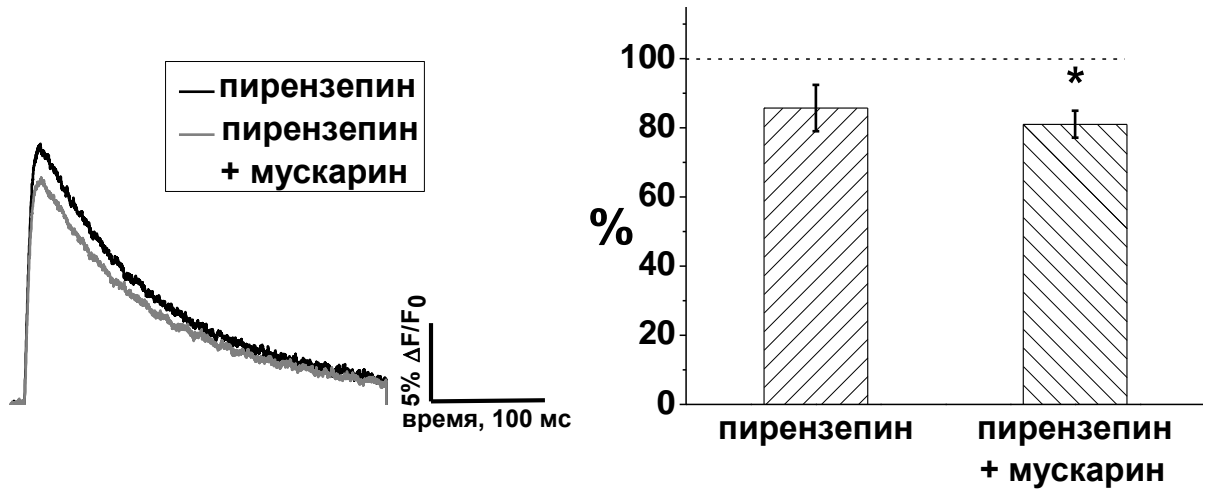 пирензепин
пирензепин
+ мускарин
5% ΔF/F0
время, 100 мс
%
100
80
60
40
20
0
*
пирензепин
пирензепин
+ мускарин